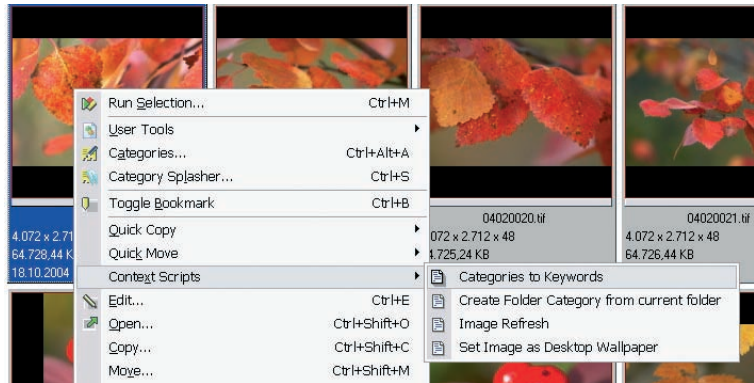 Run Selection... Ctrl+M
User Tools
Categories... Ctrl+Alt+A
Category Splasher... Ctrl+S
Toggle Bookmark Ctrl+B
Quick Copy
Quick Move
Context Scripts
Edit... Ctrl+E
Open... Ctrl+Shift+O
Copy... Ctrl+Shift+C
Move... Ctrl+Shift+M
Categories to Keywords
Create Folder Category from current folder
Image Refresh
Set Image as Desktop Wallpaper
4.072 x 2.71
64.728,44 K
18.10.2004
04020020.tif
072 x 2.712 x 48
4.725,24 KB
04020021.tif
4.072 x 2.712 x 48
64.726,44 KB